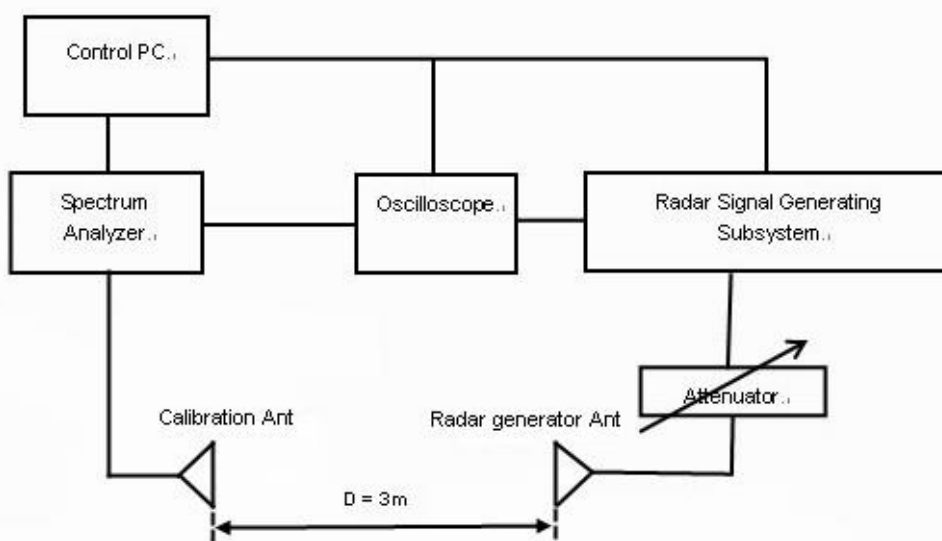 Control PC.
Spectrum
Analyzer.
Oscilloscope.
Radar Signal Generating
Subsystem.
Attenuator.
Calibration Ant
Radar generator Ant
D = 3m